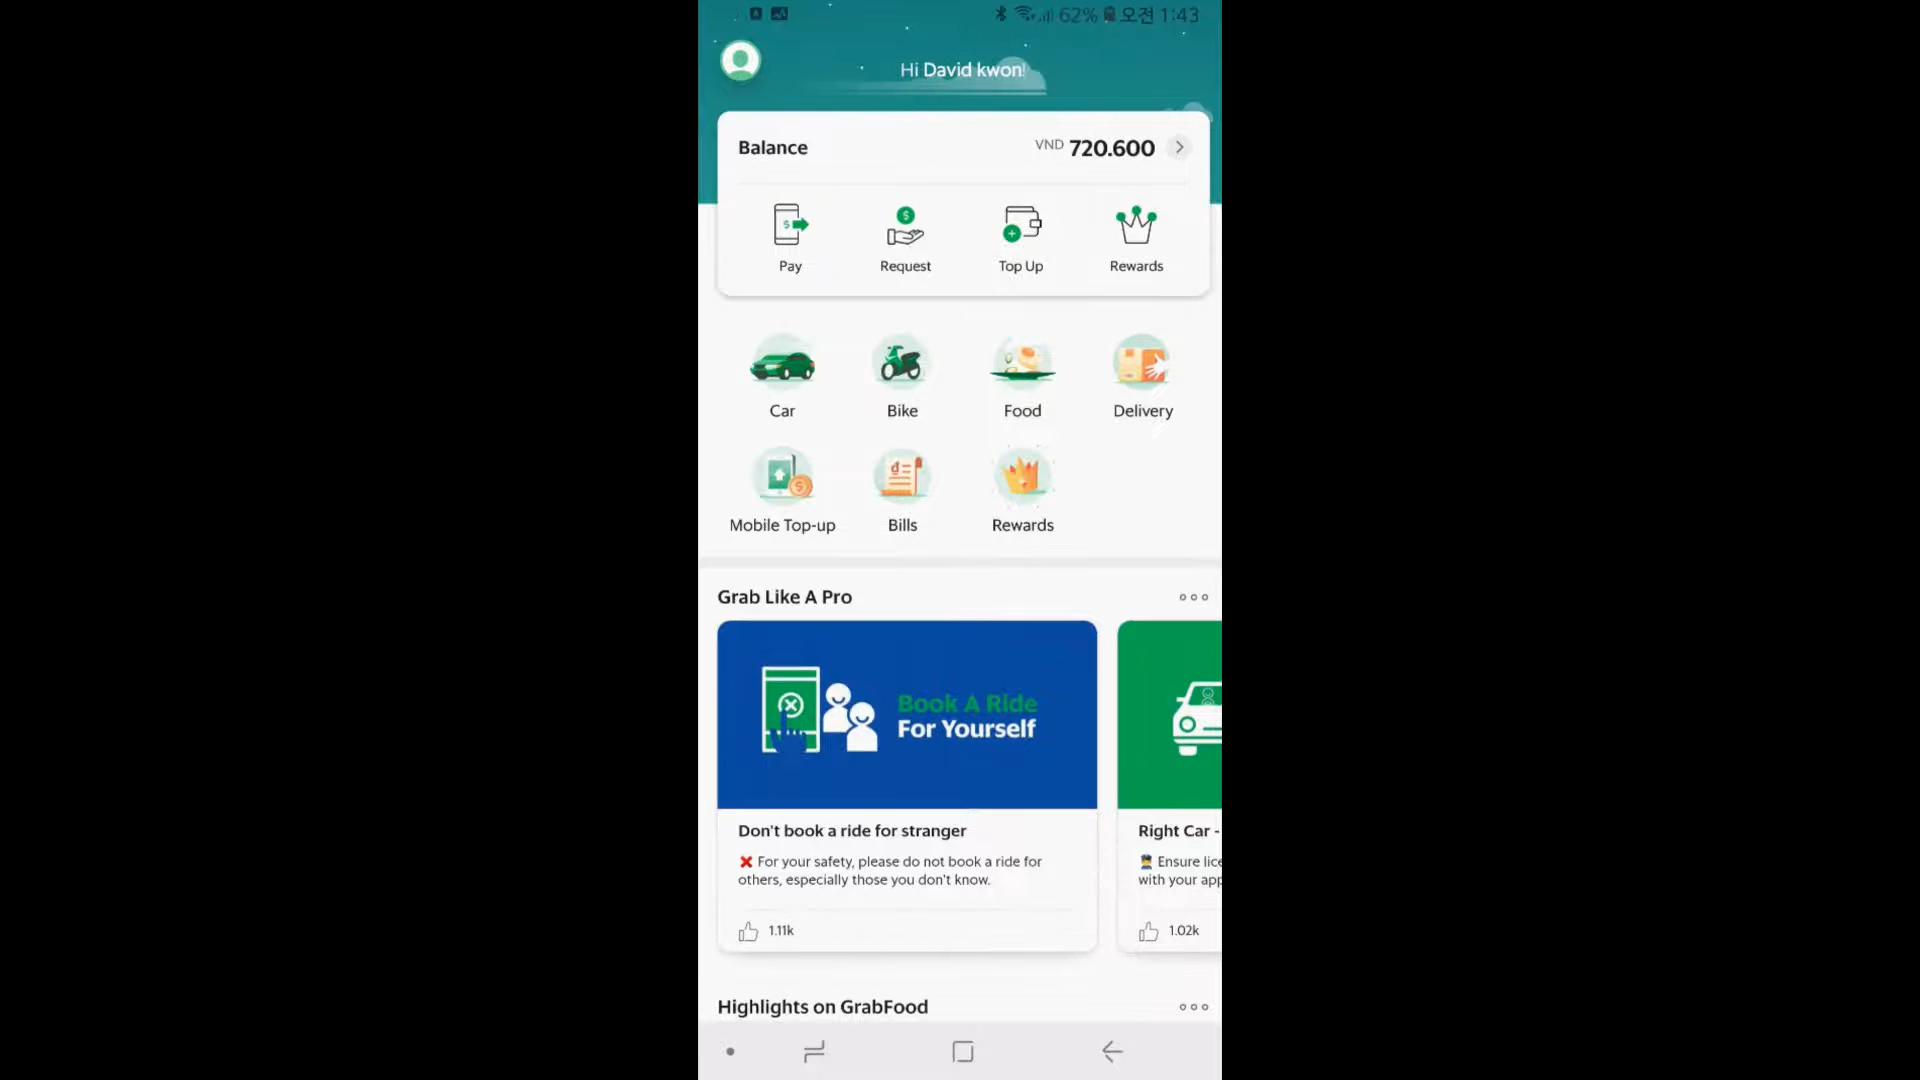 62% 오전 1:43
Hi David kwon!
Balance VND 720.600
Pay Request Top Up Rewards
Car Bike Food Delivery
Mobile Top-up Bills Rewards
Grab Like A Pro
Book A Ride
For Yourself
Don't book a ride for stranger
❌ For your safety, please do not book a ride for
others, especially those you don't know.
1.11k
Right Car -
Ensure lice
with your app
1.02k
Highlights on GrabFood